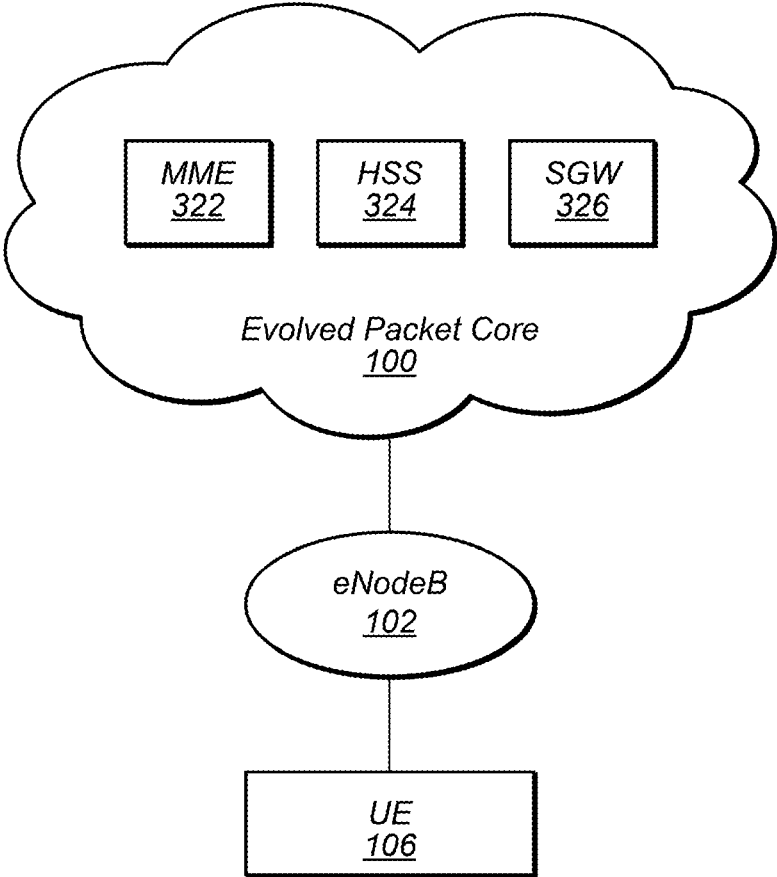 MME
322
HSS
324
SGW
326
Evolved Packet Core
100
eNodeB
102
UE
106